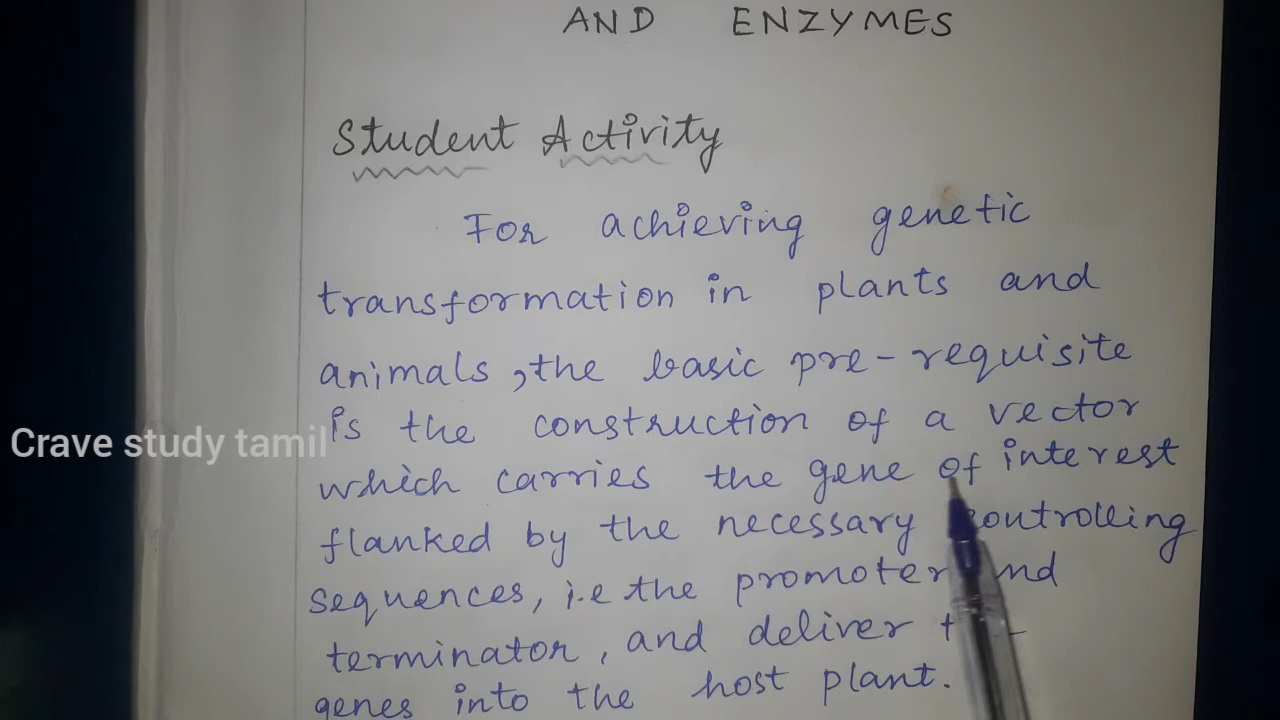 AND ENZYMES
Student Activity
For achieving genetic
transformation in plants and
animals, the basic pre-requisite
is the construction of a vector
Crave study tamil
which carries the gene of interest
flanked by the necessary controlling
sequences, i.e the promoter and
terminator, and deliver
genes into the host plant.